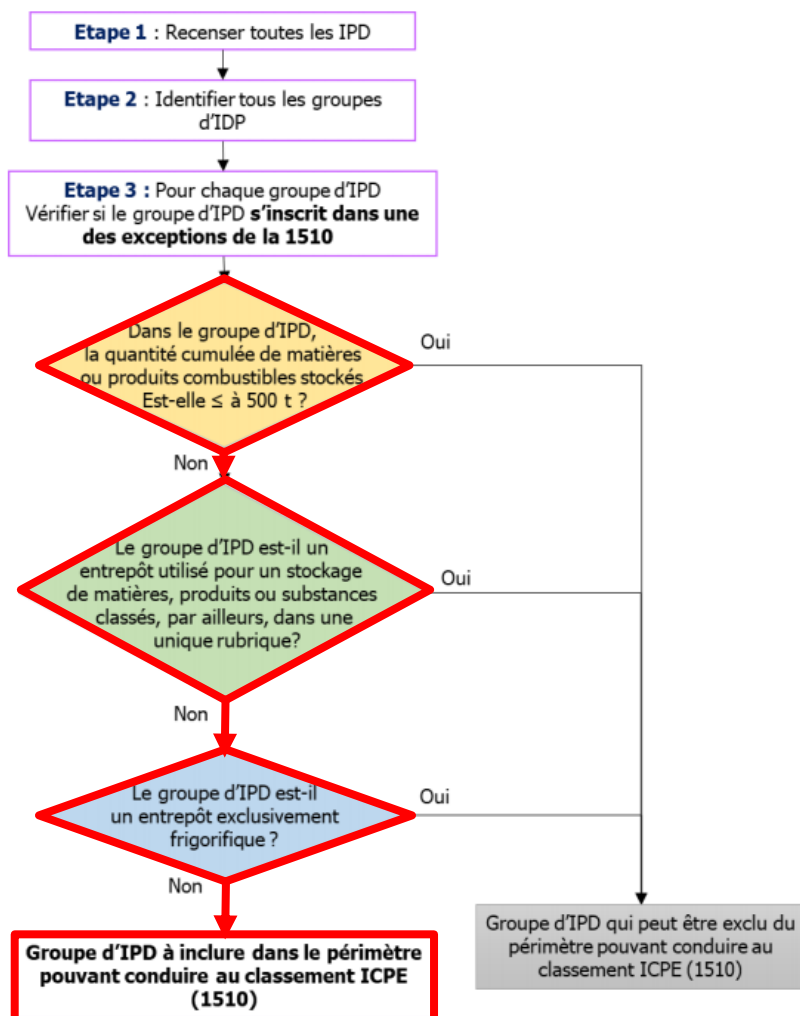 Etape 1 : Recenser toutes les IPD
Etape 2 : Identifier tous les groupes
d'IDP
Etape 3 : Pour chaque groupe d'IPD
Vérifier si le groupe d'IPD s'inscrit dans une
des exceptions de la 1510
Dans le groupe d'IPD,
la quantité cumulée de matières
ou produits combustibles stockés
Est-elle ≤ à 500 t ?
Oui
Non
Le groupe d'IPD est-il un
entrepôt utilisé pour un stockage
de matières, produits ou substances
classés, par ailleurs, dans une
unique rubrique?
Oui
Non
Le groupe d'IPD est-il
un entrepôt exclusivement
frigorifique ?
Oui
Non
Groupe d'IPD à inclure dans le périmètre
pouvant conduire au classement ICPE
(1510)
Groupe d'IPD qui peut être exclu du
périmètre pouvant conduire au
classement ICPE (1510)